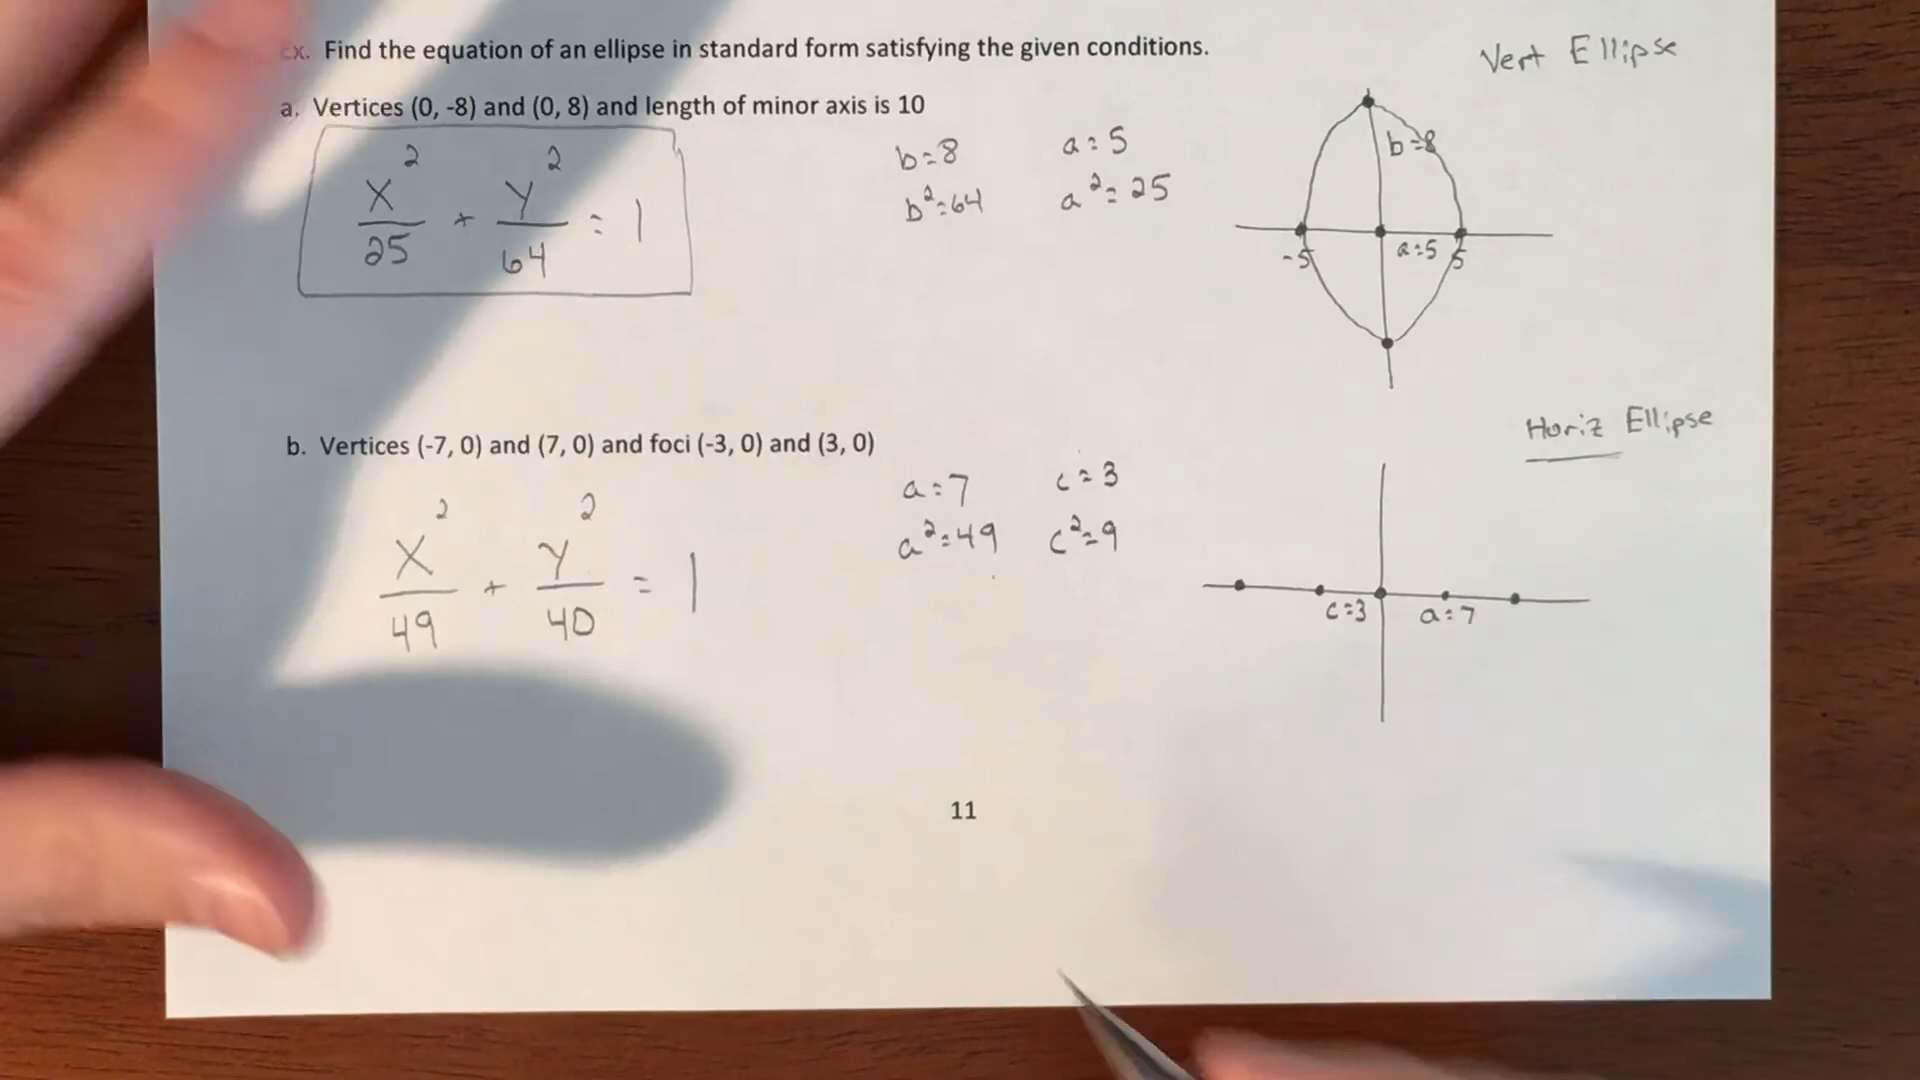 Ex. Find the equation of an ellipse in standard form satisfying the given conditions.
Vert Ellipse
a. Vertices (0, -8) and (0, 8) and length of minor axis is 10
x²/25 + y²/64 = 1
b=8 a=5
b²=64 a²=25
b=8
-5 a=5 5
Horiz Ellipse
b. Vertices (-7, 0) and (7, 0) and foci (-3, 0) and (3, 0)
x²/49 + y²/40 = 1
a=7 c=3
a²=49 c²=9
c=3 a=7
11